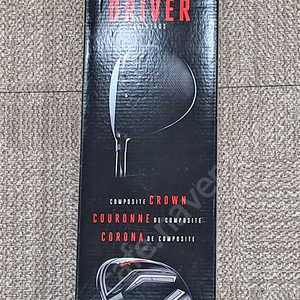 DRIVER
COMPOSITE CROWN
COURONNE DE COMPOSITE
CORONA DE COMPOSITE